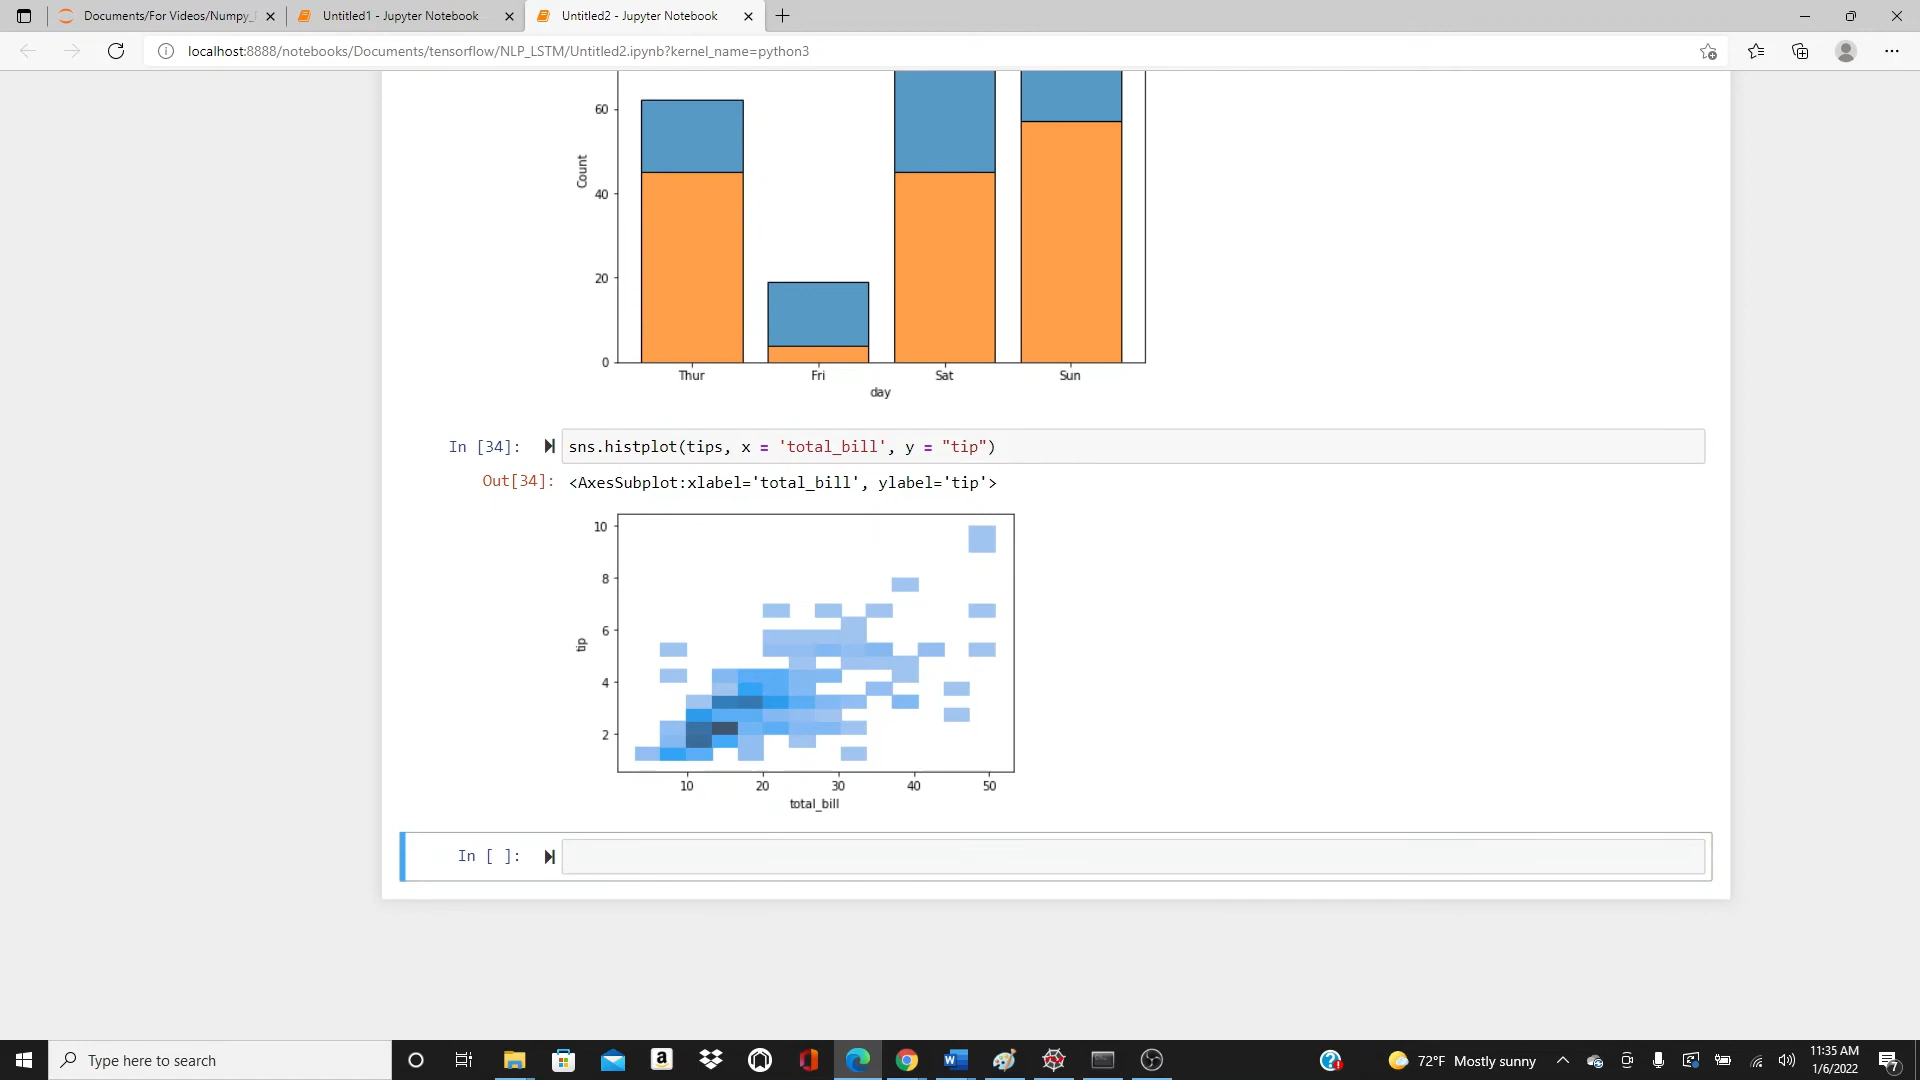 Documents/For Videos/Numpy_
Untitled1 - Jupyter Notebook
Untitled2 - Jupyter Notebook
localhost:8888/notebooks/Documents/tensorflow/NLP_LSTM/Untitled2.ipynb?kernel_name=python3
60
40
20
0
Count
Thur Fri Sat Sun
day
In [34]: sns.histplot(tips, x = 'total_bill', y = "tip")
Out[34]: <AxesSubplot:xlabel='total_bill', ylabel='tip'>
10
8
6
4
2
tip
10 20 30 40 50
total_bill
In [ ]:
Type here to search
72°F Mostly sunny
11:35 AM
1/6/2022
7